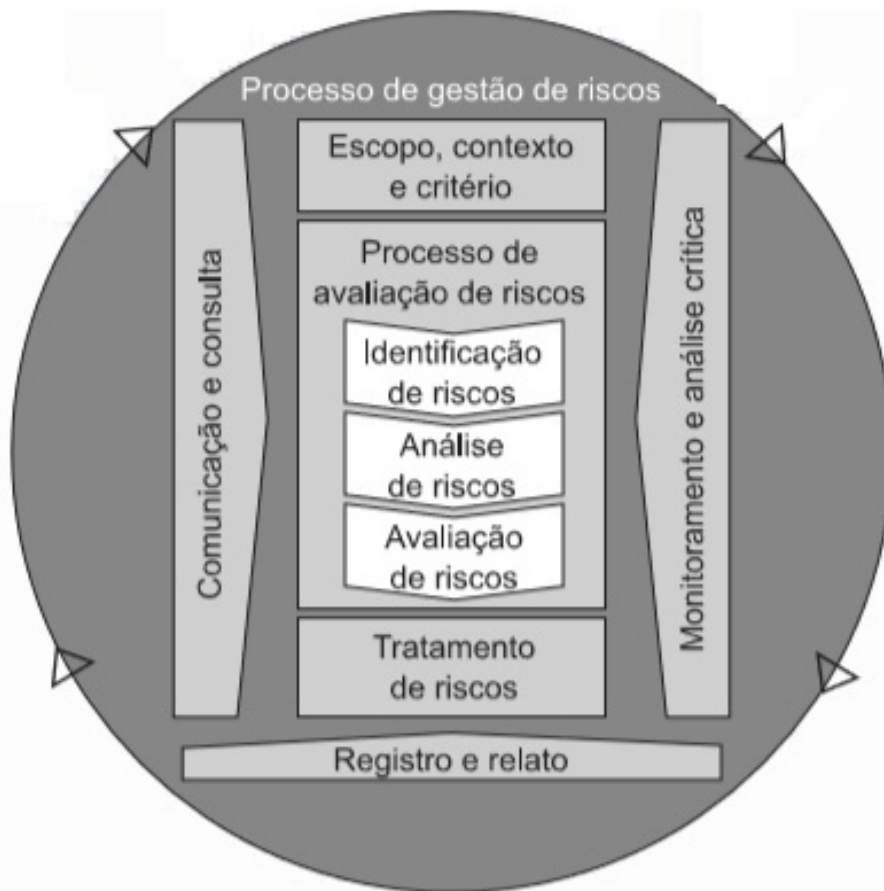 Processo de gestão de riscos
Escopo, contexto
e critério
Processo de
avaliação de riscos
Identificação
de riscos
Análise
de riscos
Avaliação
de riscos
Tratamento
de riscos
Comunicação e consulta
Monitoramento e análise crítica
Registro e relato